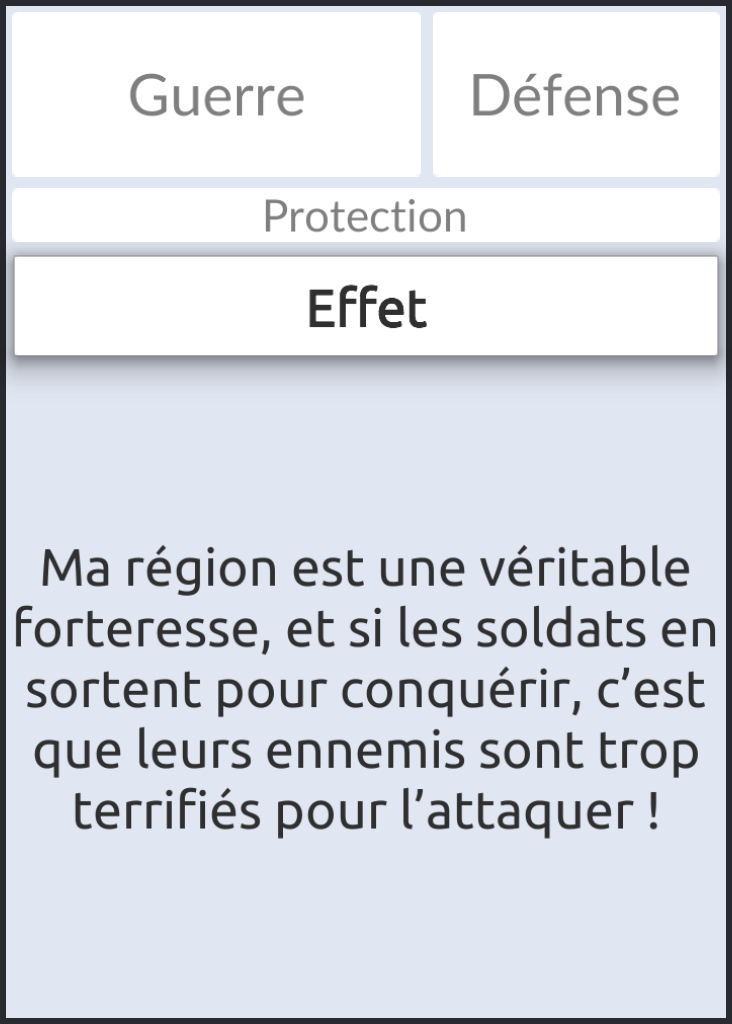 Guerre
Défense
Protection
Effet
Ma région est une véritable
forteresse, et si les soldats en
sortent pour conquérir, c’est
que leurs ennemis sont trop
terrifiés pour l’attaquer !